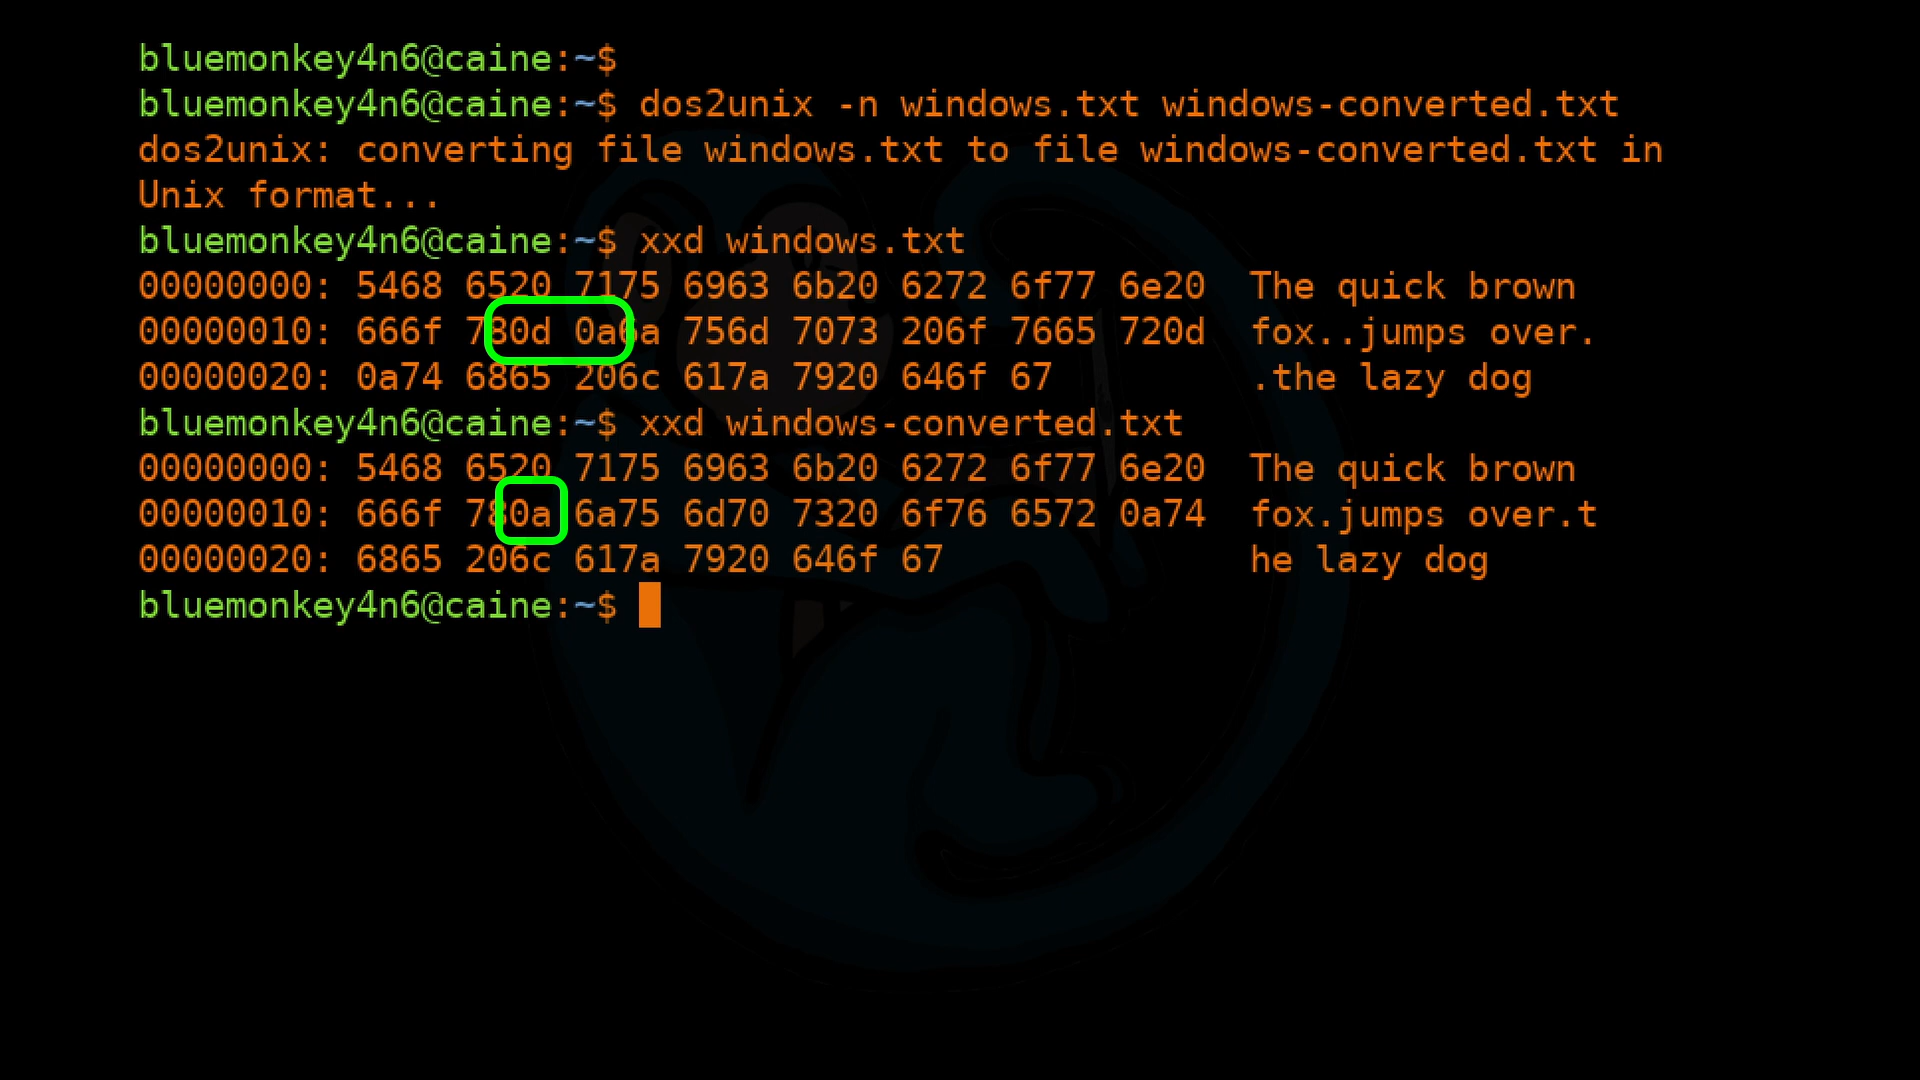 bluemonkey4n6@caine:~$
bluemonkey4n6@caine:~$ dos2unix -n windows.txt windows-converted.txt
dos2unix: converting file windows.txt to file windows-converted.txt in
Unix format...
bluemonkey4n6@caine:~$ xxd windows.txt
00000000: 5468 6520 7175 6963 6b20 6272 6f77 6e20  The quick brown
00000010: 666f 780d 0a6a 756d 7073 206f 7665 720d  fox..jumps over.
00000020: 0a74 6865 206c 617a 7920 646f 67         .the lazy dog
bluemonkey4n6@caine:~$ xxd windows-converted.txt
00000000: 5468 6520 7175 6963 6b20 6272 6f77 6e20  The quick brown
00000010: 666f 780a 6a75 6d70 7320 6f76 6572 0a74  fox.jumps over.t
00000020: 6865 206c 617a 7920 646f 67              he lazy dog
bluemonkey4n6@caine:~$